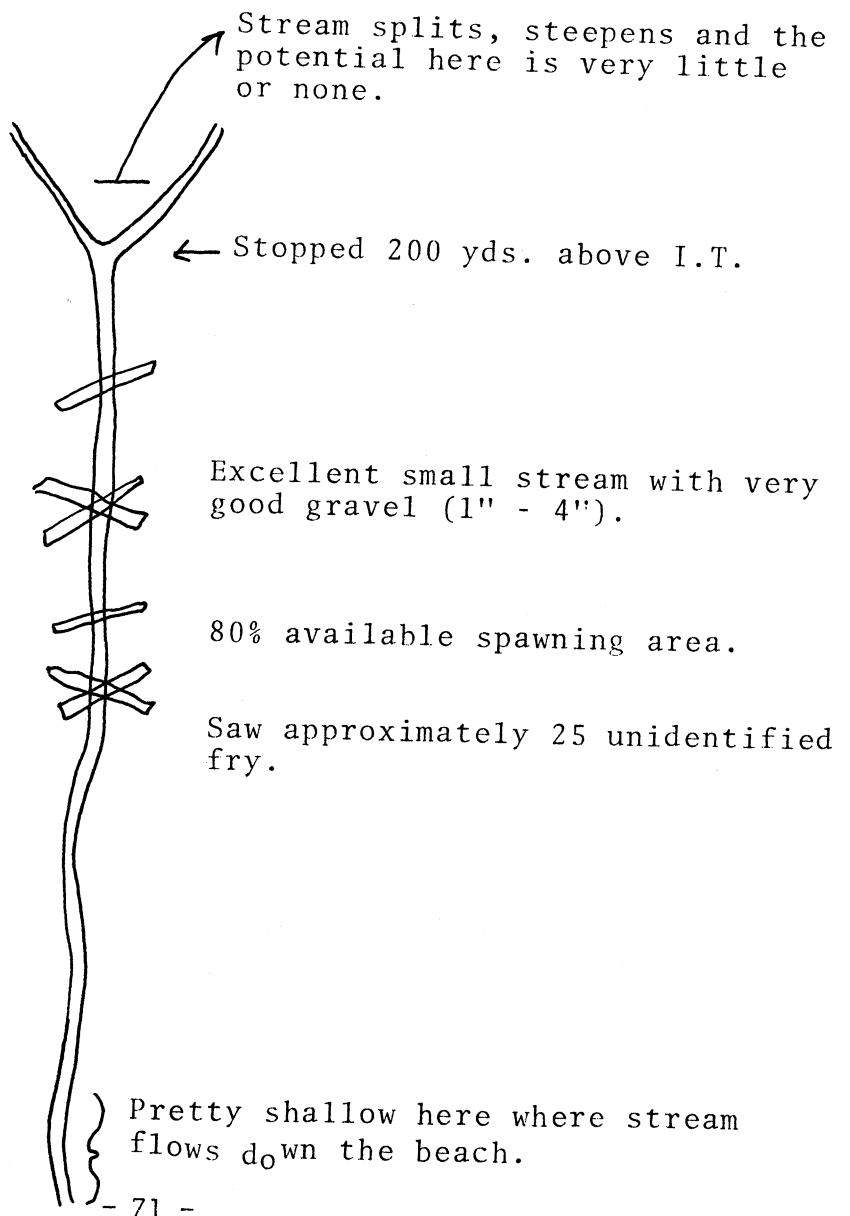 Stream splits, steepens and the
potential here is very little
or none.
Stopped 200 yds. above I.T.
Excellent small stream with very
good gravel (1" - 4").
80% available spawning area.
Saw approximately 25 unidentified
fry.
Pretty shallow here where stream
flows down the beach.
- 71 -